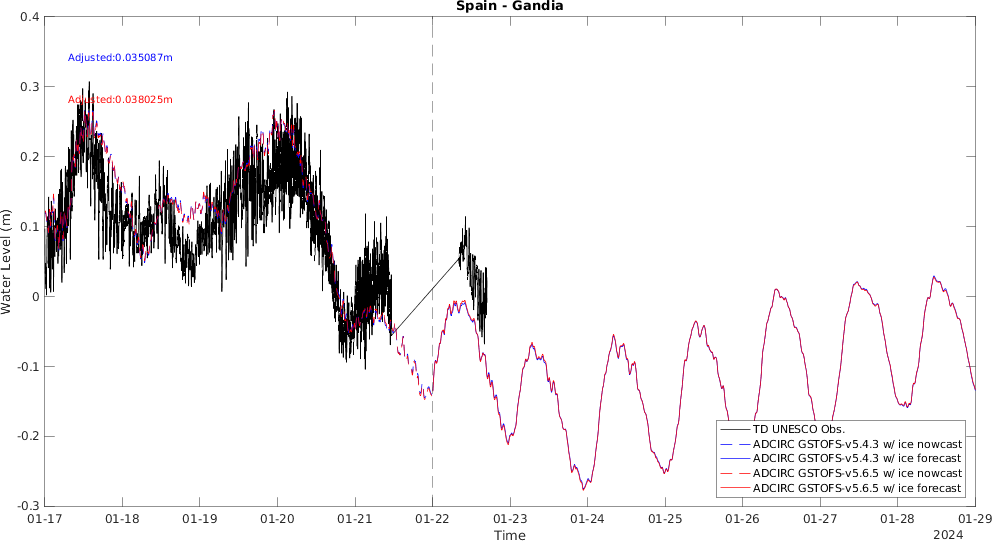 Spain - Gandia
Adjusted:0.035087m
Adjusted:0.038025m
Water Level (m)
0.4
0.3
0.2
0.1
0
-0.1
-0.2
-0.3
TD UNESCO Obs.
ADCIRC GSTOFS-v5.4.3 w/ ice nowcast
ADCIRC GSTOFS-v5.4.3 w/ ice forecast
ADCIRC GSTOFS-v5.6.5 w/ ice nowcast
ADCIRC GSTOFS-v5.6.5 w/ ice forecast
01-17 01-18 01-19 01-20 01-21 01-22 01-23 01-24 01-25 01-26 01-27 01-28 01-29
Time
2024